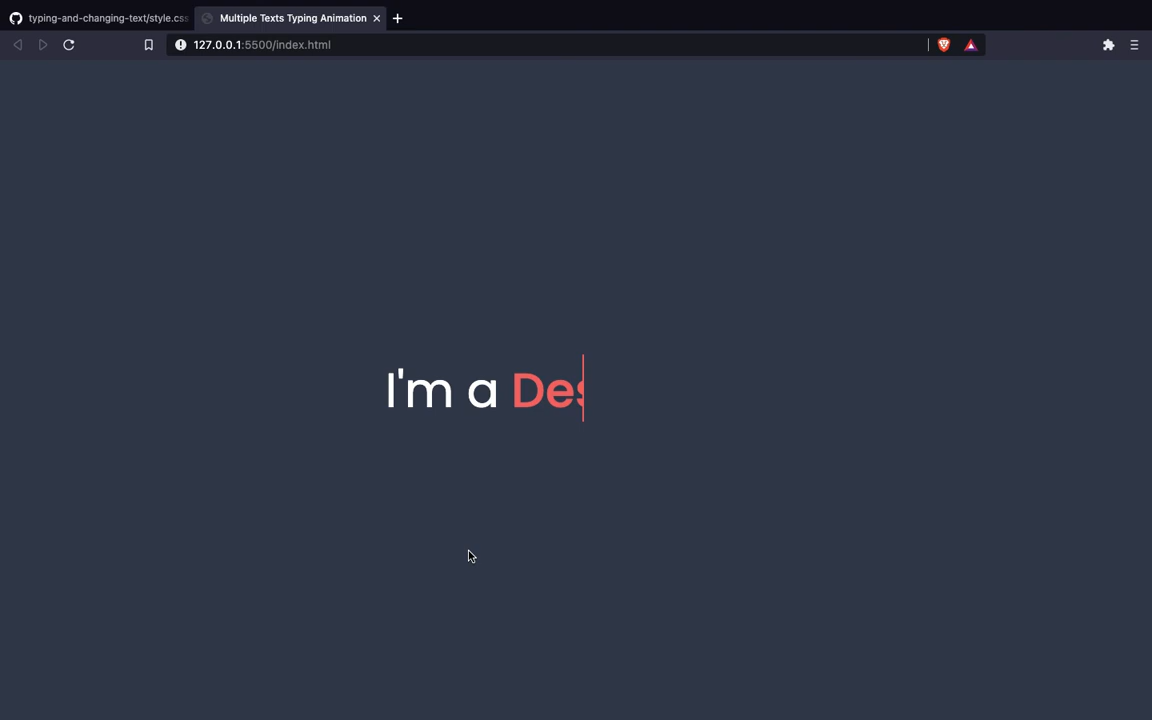 typing-and-changing-text/style.css
Multiple Texts Typing Animation
127.0.0.1:5500/index.html
I'm a Des